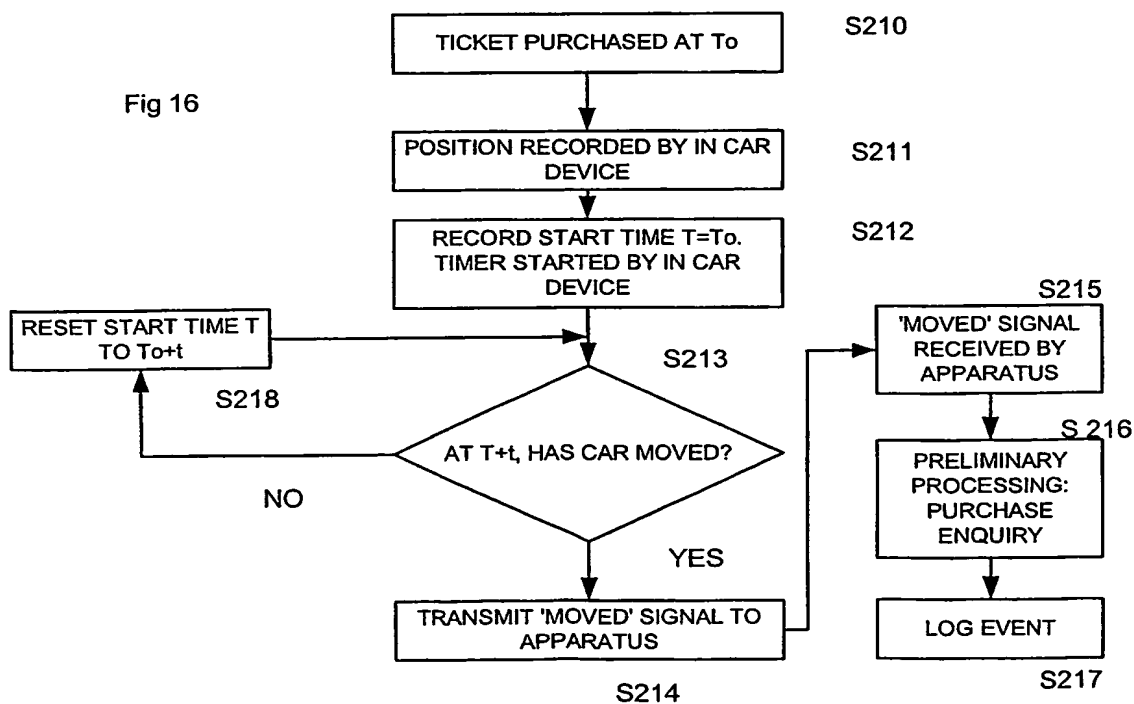 TICKET PURCHASED AT To
S210
Fig 16
POSITION RECORDED BY IN CAR
DEVICE
S211
RECORD START TIME T=To.
TIMER STARTED BY IN CAR
DEVICE
S212
RESET START TIME T
TO To+t
S218
S213
AT T+t, HAS CAR MOVED?
NO
YES
TRANSMIT 'MOVED' SIGNAL TO
APPARATUS
S214
S215
'MOVED' SIGNAL
RECEIVED BY
APPARATUS
S 216
PRELIMINARY
PROCESSING:
PURCHASE
ENQUIRY
LOG EVENT
S217